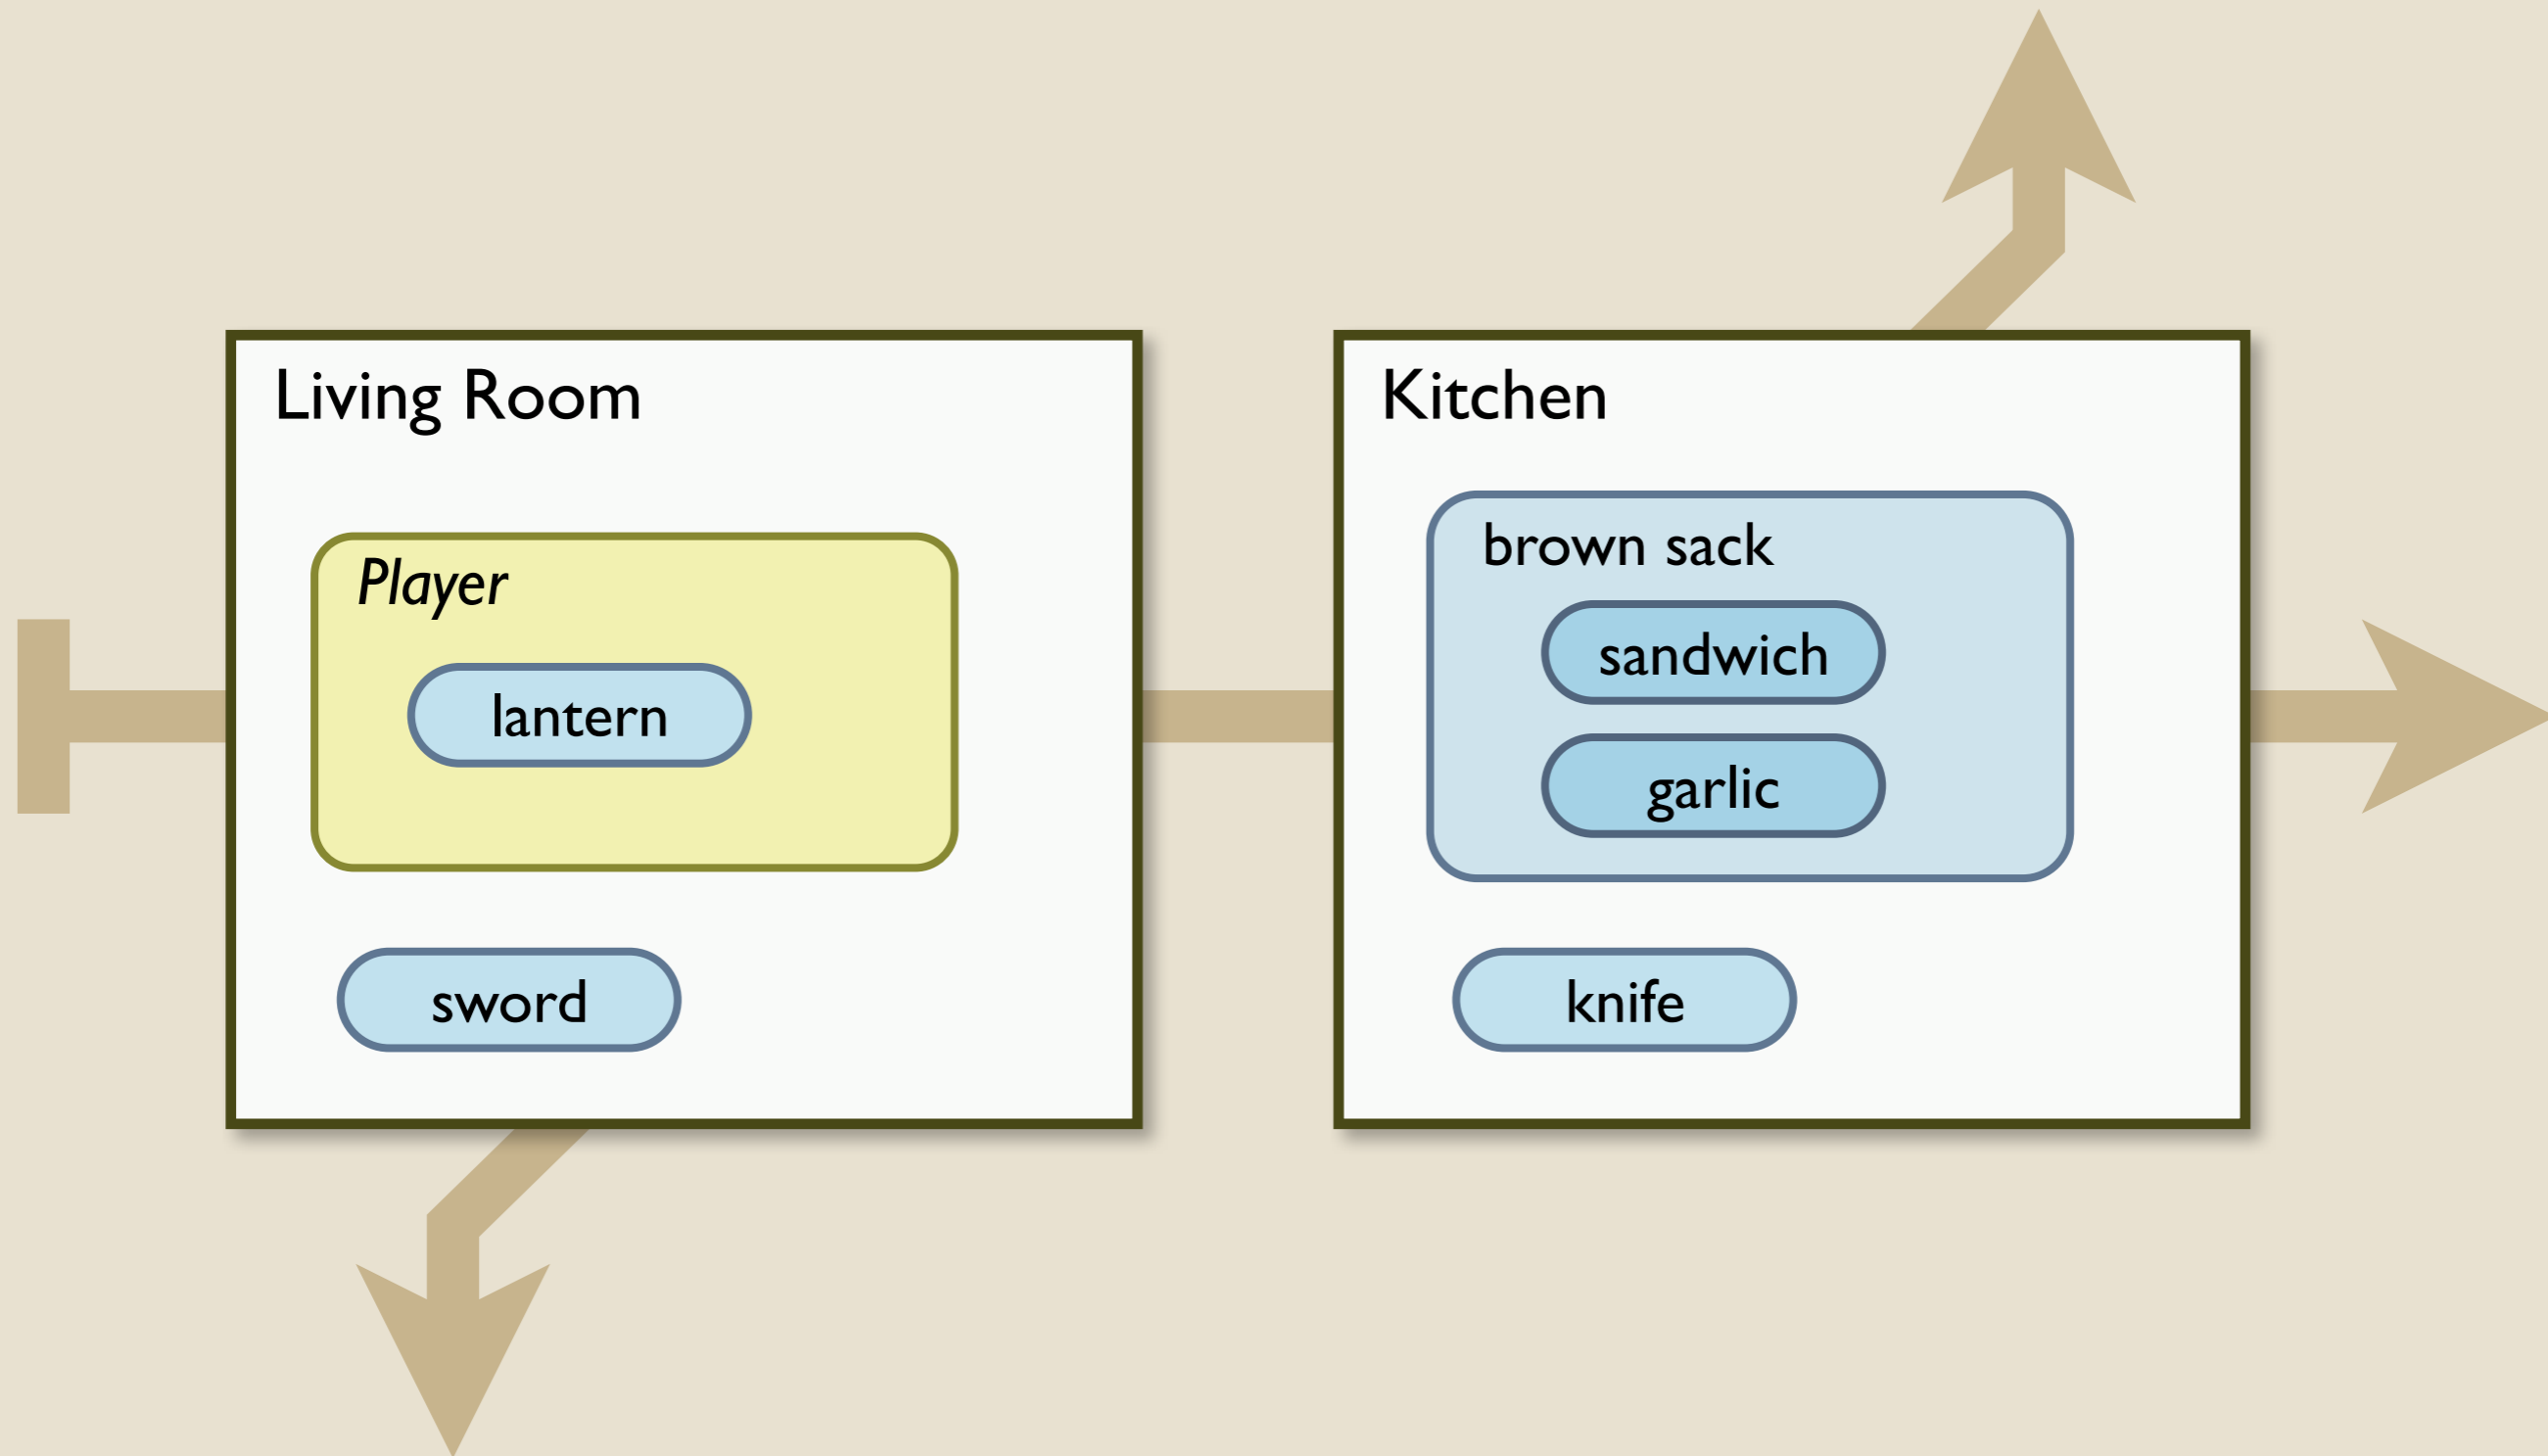 Living Room
Player
lantern
sword
Kitchen
brown sack
sandwich
garlic
knife